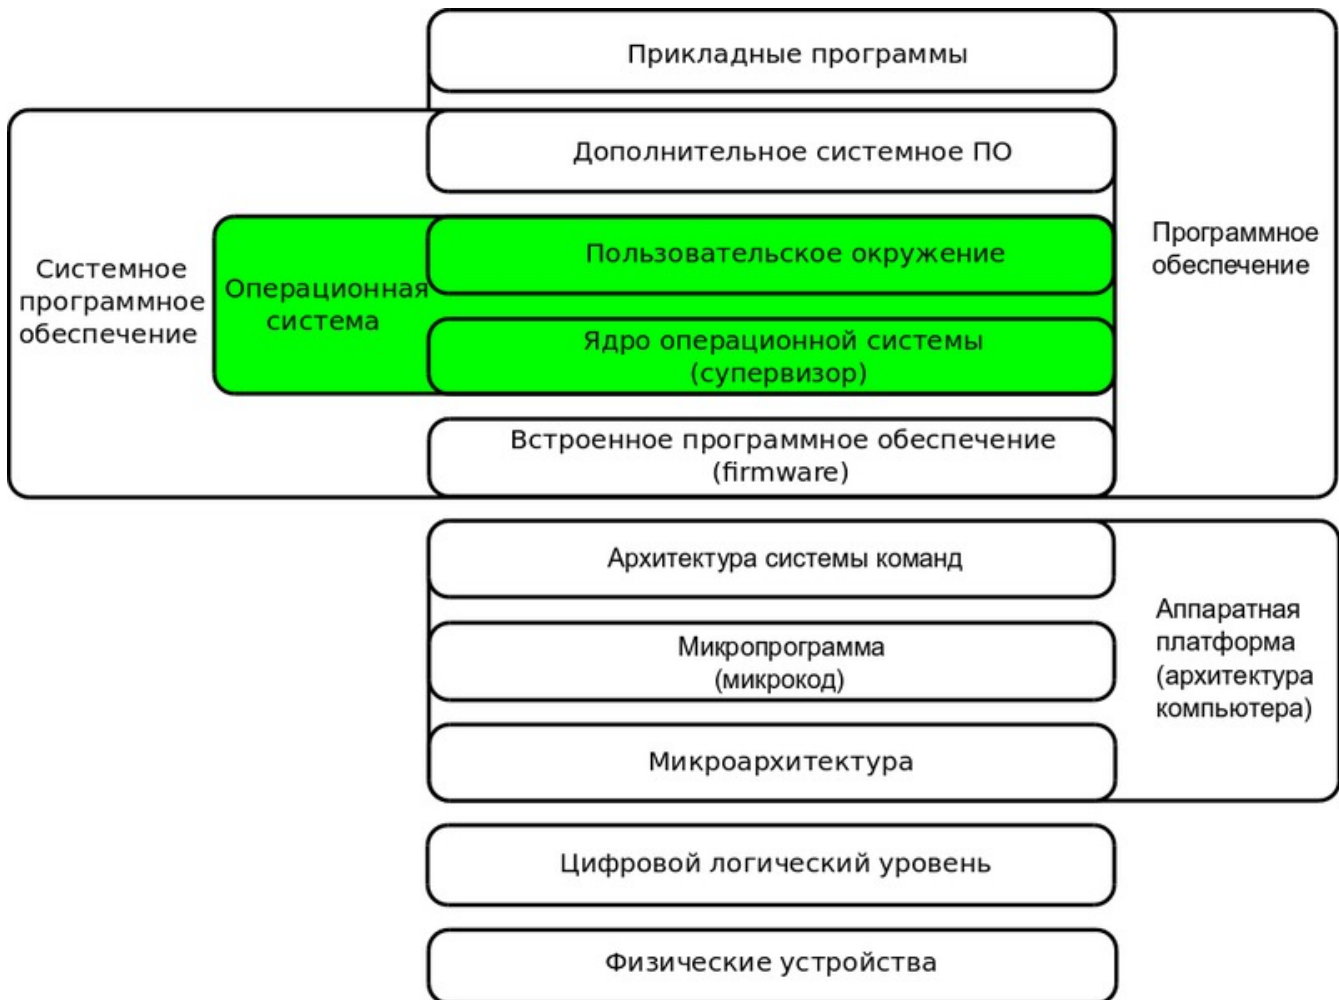 Прикладные программы
Дополнительное системное ПО
Системное
программное
обеспечение
Операционная
система
Пользовательское окружение
Ядро операционной системы
(супервизор)
Встроенное программное обеспечение
(firmware)
Программное
обеспечение
Архитектура системы команд
Микропрограмма
(микрокод)
Микроархитектура
Аппаратная
платформа
(архитектура
компьютера)
Цифровой логический уровень
Физические устройства